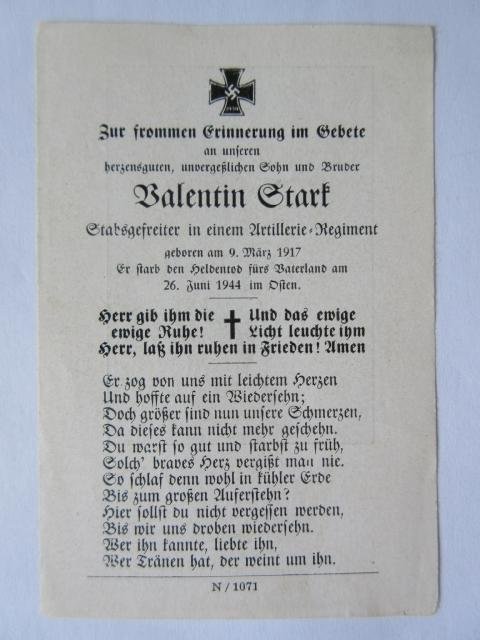 1939
Zur frommen Erinnerung im Gebete
an unseren
herzensguten, unvergeßlichen Sohn und Bruder
Valentin Stark
Stabsgefreiter in einem Artillerie-Regiment
geboren am 9. März 1917
Er starb den Heldentod fürs Vaterland am
26. Juni 1944 im Osten.
Herr gib ihm die ewige Ruhe!
Und das ewige Licht leuchte ihm
Herr, laß ihn ruhen in Frieden! Amen
Er zog von uns mit leichtem Herzen
Und hoffte auf ein Wiedersehn;
Doch größer sind nun unsere Schmerzen,
Da dieses kann nicht mehr geschehn.
Du warst so gut und starbst zu früh,
Solch' braves Herz vergißt man nie.
So schlaf denn wohl in kühler Erde
Bis zum großen Auferstehn?
Hier sollst du nicht vergessen werden,
Bis wir uns droben wiedersehn.
Wer ihn kannte, liebte ihn,
Wer Tränen hat, der weint um ihn.
N / 1071